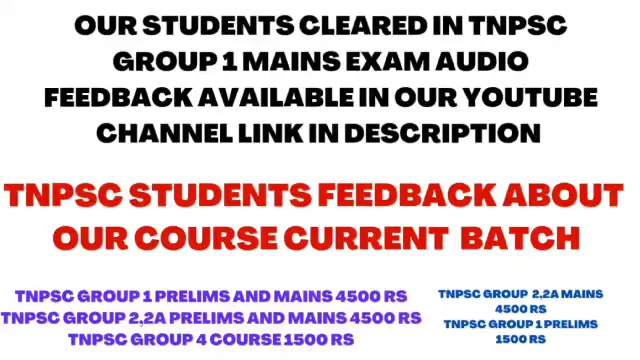 OUR STUDENTS CLEARED IN TNPSC
GROUP 1 MAINS EXAM AUDIO
FEEDBACK AVAILABLE IN OUR YOUTUBE
CHANNEL LINK IN DESCRIPTION
TNPSC STUDENTS FEEDBACK ABOUT
OUR COURSE CURRENT BATCH
TNPSC GROUP 1 PRELIMS AND MAINS 4500 RS
TNPSC GROUP 2,2A PRELIMS AND MAINS 4500 RS
TNPSC GROUP 4 COURSE 1500 RS
TNPSC GROUP 2,2A MAINS
4500 RS
TNPSC GROUP 1 PRELIMS
1500 RS